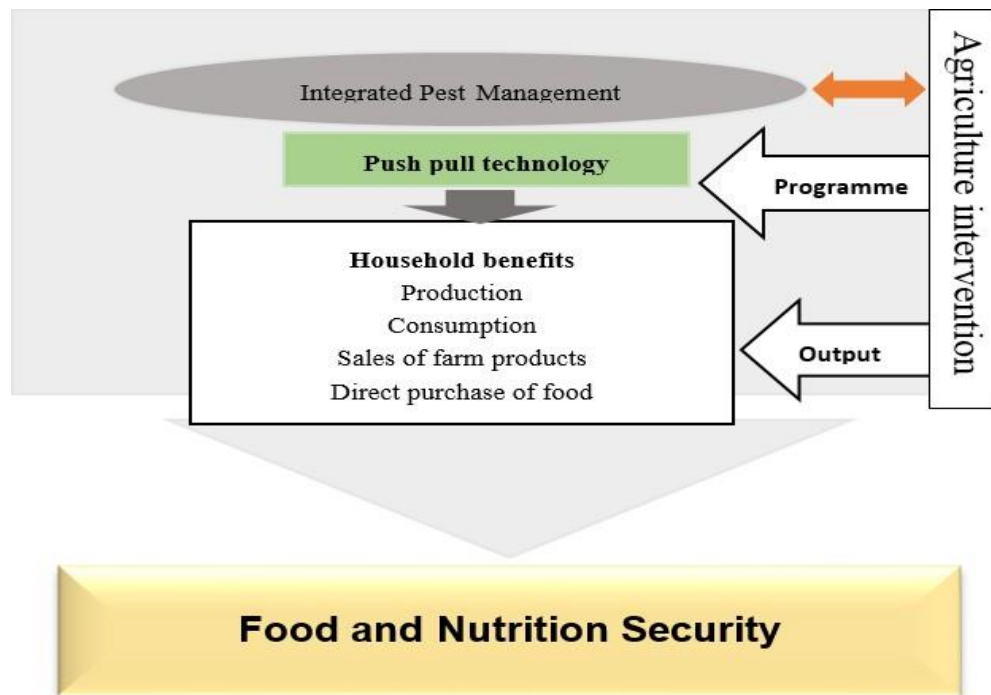 Integrated Pest Management
Push pull technology
Programme
Household benefits
Production
Consumption
Sales of farm products
Direct purchase of food
Output
Agriculture intervention
Food and Nutrition Security